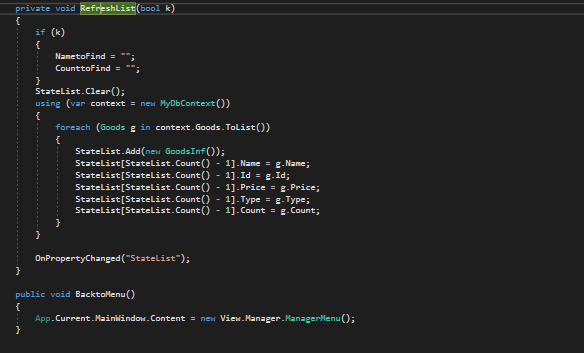 private void RefreshList(bool k)
{
if (k)
{
NametoFind = "";
CounttoFind = "";
}
StateList.Clear();
using (var context = new MyDbContext())
{
foreach (Goods g in context.Goods.ToList())
{
StateList.Add(new GoodsInf());
StateList[StateList.Count() - 1].Name = g.Name;
StateList[StateList.Count() - 1].Id = g.Id;
StateList[StateList.Count() - 1].Price = g.Price;
StateList[StateList.Count() - 1].Type = g.Type;
StateList[StateList.Count() - 1].Count = g.Count;
}
}
OnPropertyChanged("StateList");
}
public void BacktoMenu()
{
App.Current.MainWindow.Content = new View.Manager.ManagerMenu();
}